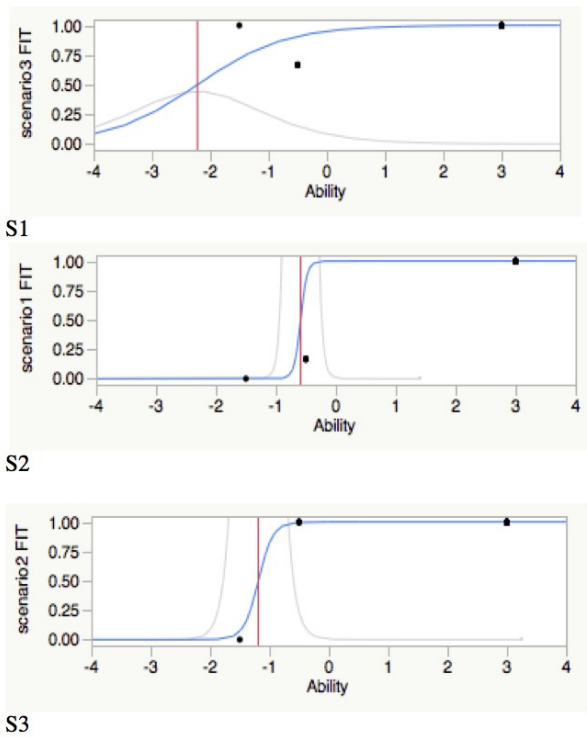 scenario3 FIT
1.00
0.75
0.50
0.25
0.00
-4 -3 -2 -1 0 1 2 3 4
Ability
S1
scenario1 FIT
1.00
0.75
0.50
0.25
0.00
-4 -3 -2 -1 0 1 2 3 4
Ability
S2
scenario2 FIT
1.00
0.75
0.50
0.25
0.00
-4 -3 -2 -1 0 1 2 3 4
Ability
S3